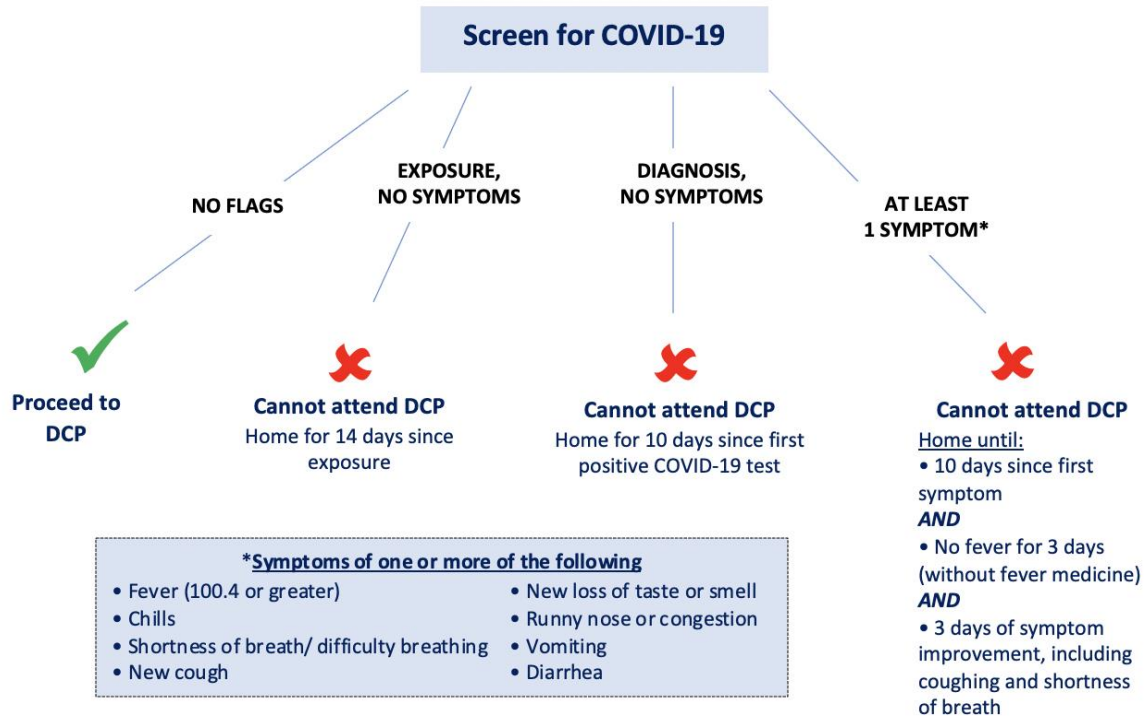 Screen for COVID-19
NO FLAGS
EXPOSURE,
NO SYMPTOMS
DIAGNOSIS,
NO SYMPTOMS
AT LEAST
1 SYMPTOM*
Proceed to
DCP
Cannot attend DCP
Home for 14 days since
exposure
Cannot attend DCP
Home for 10 days since first
positive COVID-19 test
Cannot attend DCP
Home until:
• 10 days since first
symptom
AND
• No fever for 3 days
(without fever medicine)
AND
• 3 days of symptom
improvement, including
coughing and shortness
of breath
*Symptoms of one or more of the following
• Fever (100.4 or greater)
• Chills
• Shortness of breath/ difficulty breathing
• New cough
• New loss of taste or smell
• Runny nose or congestion
• Vomiting
• Diarrhea